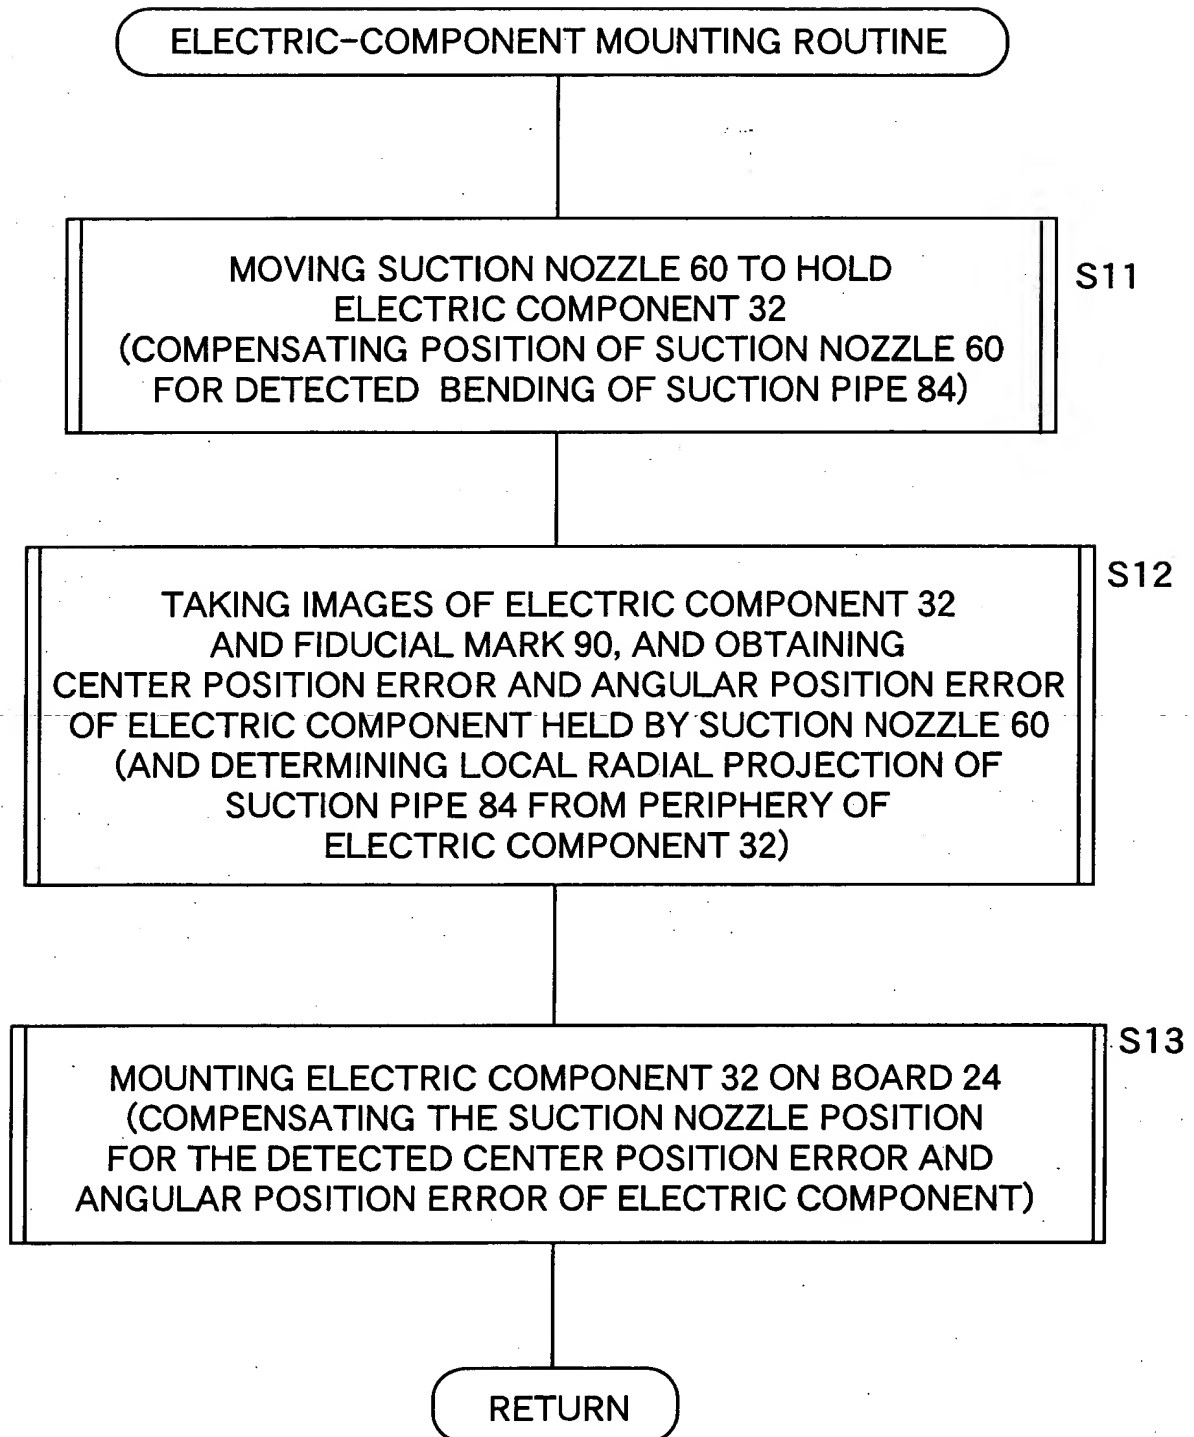 ELECTRIC-COMPONENT MOUNTING ROUTINE
MOVING SUCTION NOZZLE 60 TO HOLD
ELECTRIC COMPONENT 32
(COMPENSATING POSITION OF SUCTION NOZZLE 60
FOR DETECTED BENDING OF SUCTION PIPE 84)
S11
TAKING IMAGES OF ELECTRIC COMPONENT 32
AND FIDUCIAL MARK 90, AND OBTAINING
CENTER POSITION ERROR AND ANGULAR POSITION ERROR
OF ELECTRIC COMPONENT HELD BY SUCTION NOZZLE 60
(AND DETERMINING LOCAL RADIAL PROJECTION OF
SUCTION PIPE 84 FROM PERIPHERY OF
ELECTRIC COMPONENT 32)
S12
MOUNTING ELECTRIC COMPONENT 32 ON BOARD 24
(COMPENSATING THE SUCTION NOZZLE POSITION
FOR THE DETECTED CENTER POSITION ERROR AND
ANGULAR POSITION ERROR OF ELECTRIC COMPONENT)
S13
RETURN